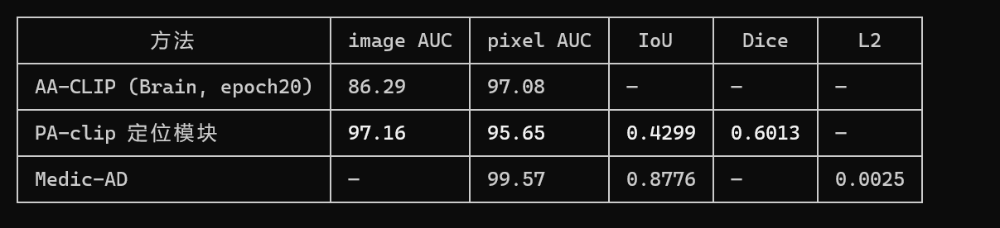 方法 image AUC pixel AUC IoU Dice L2
AA-CLIP (Brain, epoch20) 86.29 97.08 – – –
PA-clip 定位模块 97.16 95.65 0.4299 0.6013 –
Medic-AD – 99.57 0.8776 – 0.0025